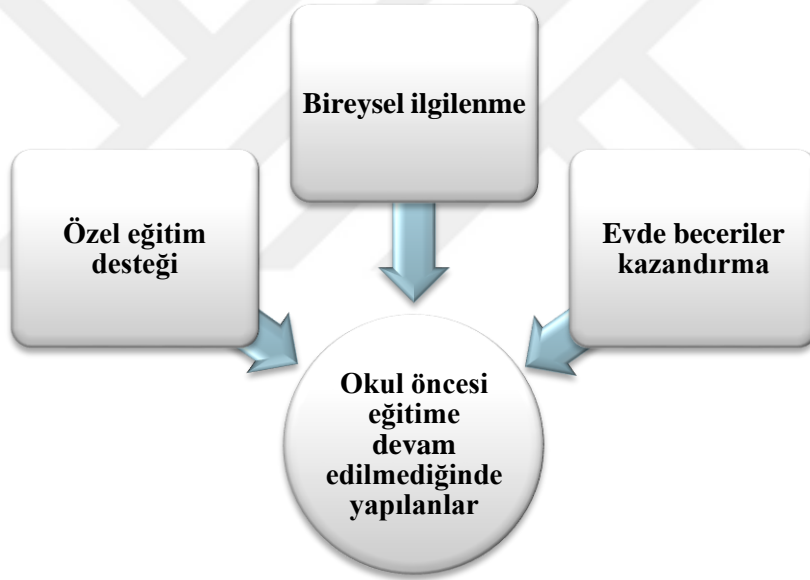 Bireysel ilgilenme
Özel eğitim
desteği
Evde beceriler
kazandırma
Okul öncesi
eğitime
devam
edilmediğinde
yapılanlar